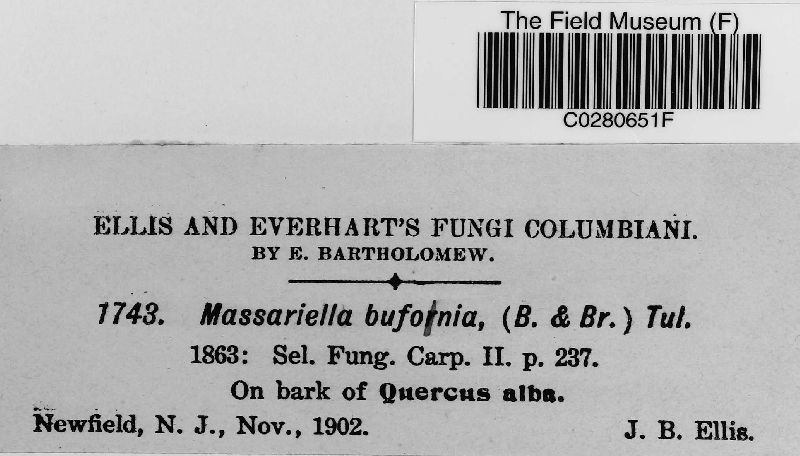 The Field Museum (F)
C0280651F
ELLIS AND EVERHART'S FUNGI COLUMBIANI.
BY E. BARTHOLOMEW.
1743. Massariella bufornia, (B. & Br.) Tul.
1863: Sel. Fung. Carp. II. p. 237.
On bark of Quercus alba.
Newfield, N. J., Nov., 1902. J. B. Ellis.